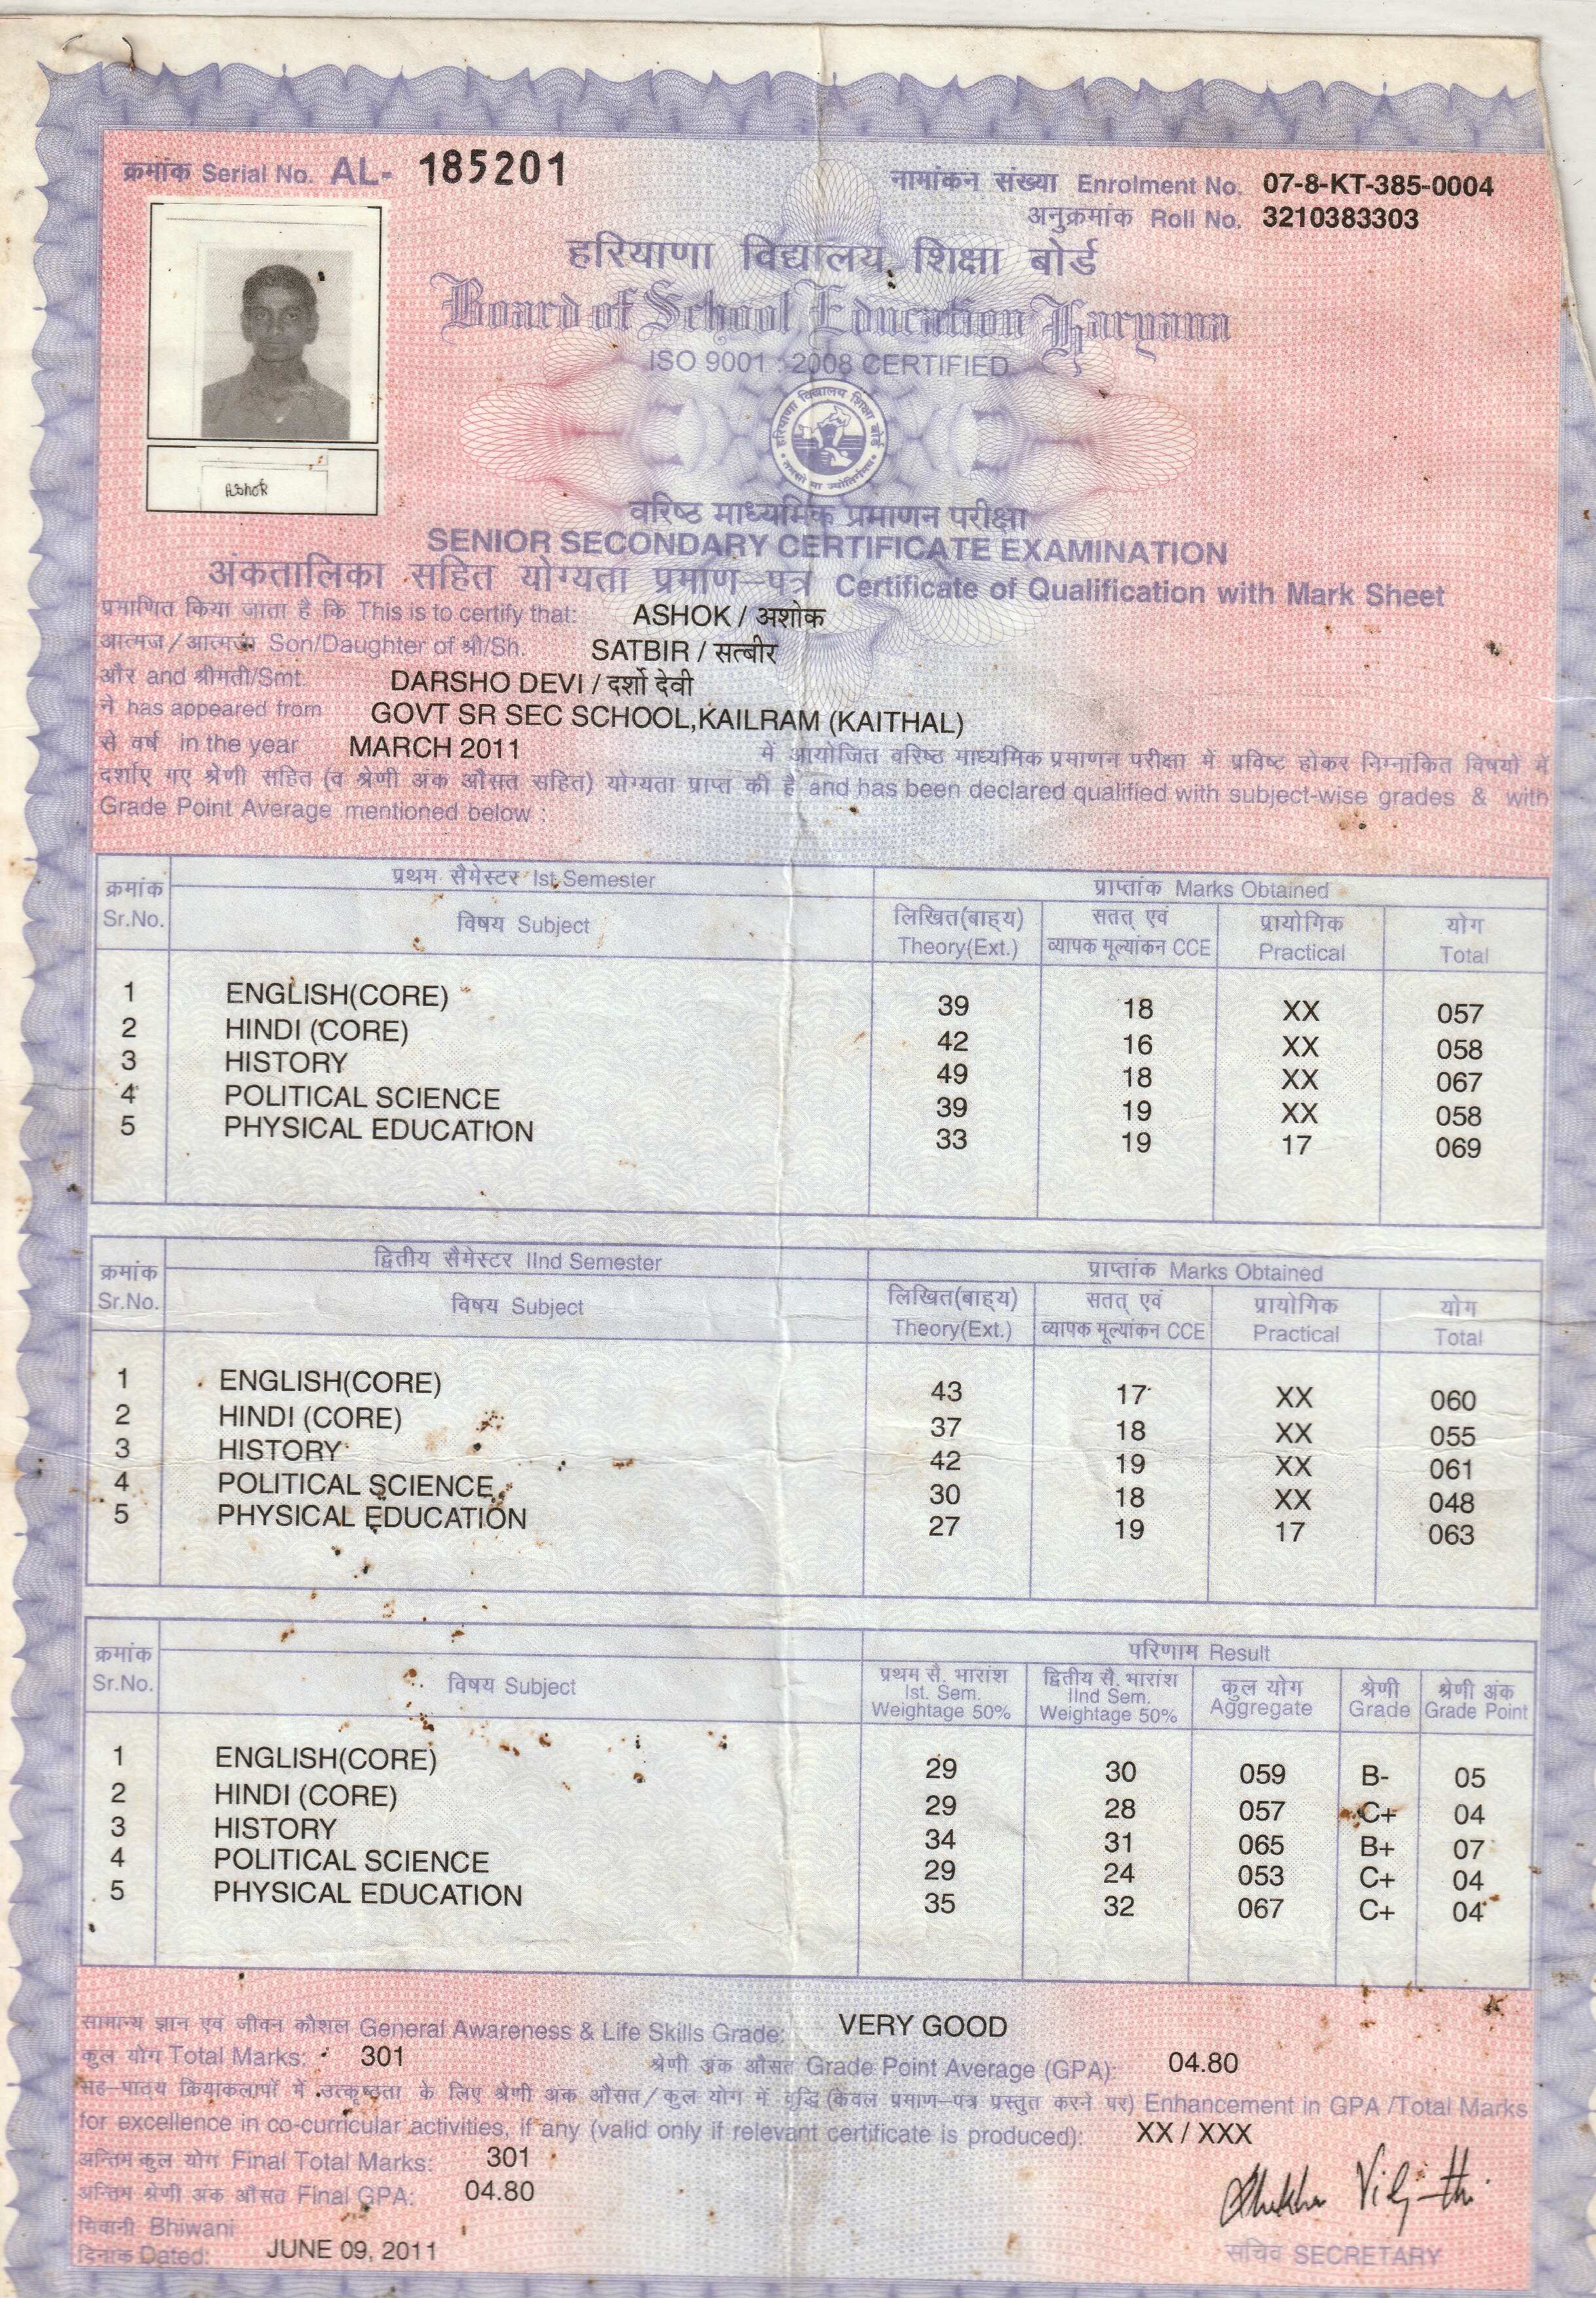 क्रमांक Serial No. AL- 185201
नामांकन संख्या Enrolment No. 07-8-KT-385-0004
अनुक्रमांक Roll No. 3210383303
हरियाणा विद्यालय शिक्षा बोर्ड
Board of School Education Haryana
ISO 9001 : 2008 CERTIFIED
हरियाणा विद्यालय शिक्षा बोर्ड
तमसो मा ज्योतिर्गमय
Ashok
वरिष्ठ माध्यमिक प्रमाणन परीक्षा
SENIOR SECONDARY CERTIFICATE EXAMINATION
अंकतालिका सहित योग्यता प्रमाण-पत्र Certificate of Qualification with Mark Sheet
प्रमाणित किया जाता है कि This is to certify that: ASHOK / अशोक
आत्मज/आत्मजा Son/Daughter of श्री/Sh. SATBIR / सत्बीर
और and श्रीमती/Smt. DARSHO DEVI / दर्शो देवी
ने has appeared from GOVT SR SEC SCHOOL,KAILRAM (KAITHAL)
से वर्ष in the year MARCH 2011 में आयोजित वरिष्ठ माध्यमिक प्रमाणन परीक्षा में प्रविष्ट होकर निम्नांकित विषयों में
दर्शाए गए श्रेणी सहित (व श्रेणी अंक औसत सहित) योग्यता प्राप्त की है and has been declared qualified with subject-wise grades & with
Grade Point Average mentioned below :
क्रमांक Sr.No. प्रथम सैमेस्टर Ist Semester प्राप्तांक Marks Obtained
विषय Subject लिखित(बाह्य) Theory(Ext.) सतत् एवं व्यापक मूल्यांकन CCE प्रायोगिक Practical योग Total
1 ENGLISH(CORE) 39 18 XX 057
2 HINDI (CORE) 42 16 XX 058
3 HISTORY 49 18 XX 067
4 POLITICAL SCIENCE 39 19 XX 058
5 PHYSICAL EDUCATION 33 19 17 069
क्रमांक Sr.No. द्वितीय सैमेस्टर IInd Semester प्राप्तांक Marks Obtained
विषय Subject लिखित(बाह्य) Theory(Ext.) सतत् एवं व्यापक मूल्यांकन CCE प्रायोगिक Practical योग Total
1 ENGLISH(CORE) 43 17 XX 060
2 HINDI (CORE) 37 18 XX 055
3 HISTORY 42 19 XX 061
4 POLITICAL SCIENCE 30 18 XX 048
5 PHYSICAL EDUCATION 27 19 17 063
क्रमांक Sr.No. परिणाम Result
विषय Subject प्रथम सै. भारांश Ist. Sem. Weightage 50% द्वितीय सै. भारांश IInd Sem. Weightage 50% कुल योग Aggregate श्रेणी Grade श्रेणी अंक Grade Point
1 ENGLISH(CORE) 29 30 059 B- 05
2 HINDI (CORE) 29 28 057 C+ 04
3 HISTORY 34 31 065 B+ 07
4 POLITICAL SCIENCE 29 24 053 C+ 04
5 PHYSICAL EDUCATION 35 32 067 C+ 04
सामान्य ज्ञान एवं जीवन कौशल General Awareness & Life Skills Grade: VERY GOOD
कुल योग Total Marks: 301 श्रेणी अंक औसत Grade Point Average (GPA): 04.80
सह-पाठ्य क्रियाकलापों में उत्कृष्ठता के लिए श्रेणी अंक औसत/कुल योग में वृद्धि (केवल प्रमाण-पत्र प्रस्तुत करने पर) Enhancement in GPA /Total Marks
for excellence in co-curricular activities, if any (valid only if relevant certificate is produced): XX / XXX
अन्तिम कुल योग Final Total Marks: 301
अन्तिम श्रेणी अंक औसत Final GPA: 04.80
भिवानी Bhiwani
दिनांक Dated: JUNE 09, 2011
सचिव SECRETARY